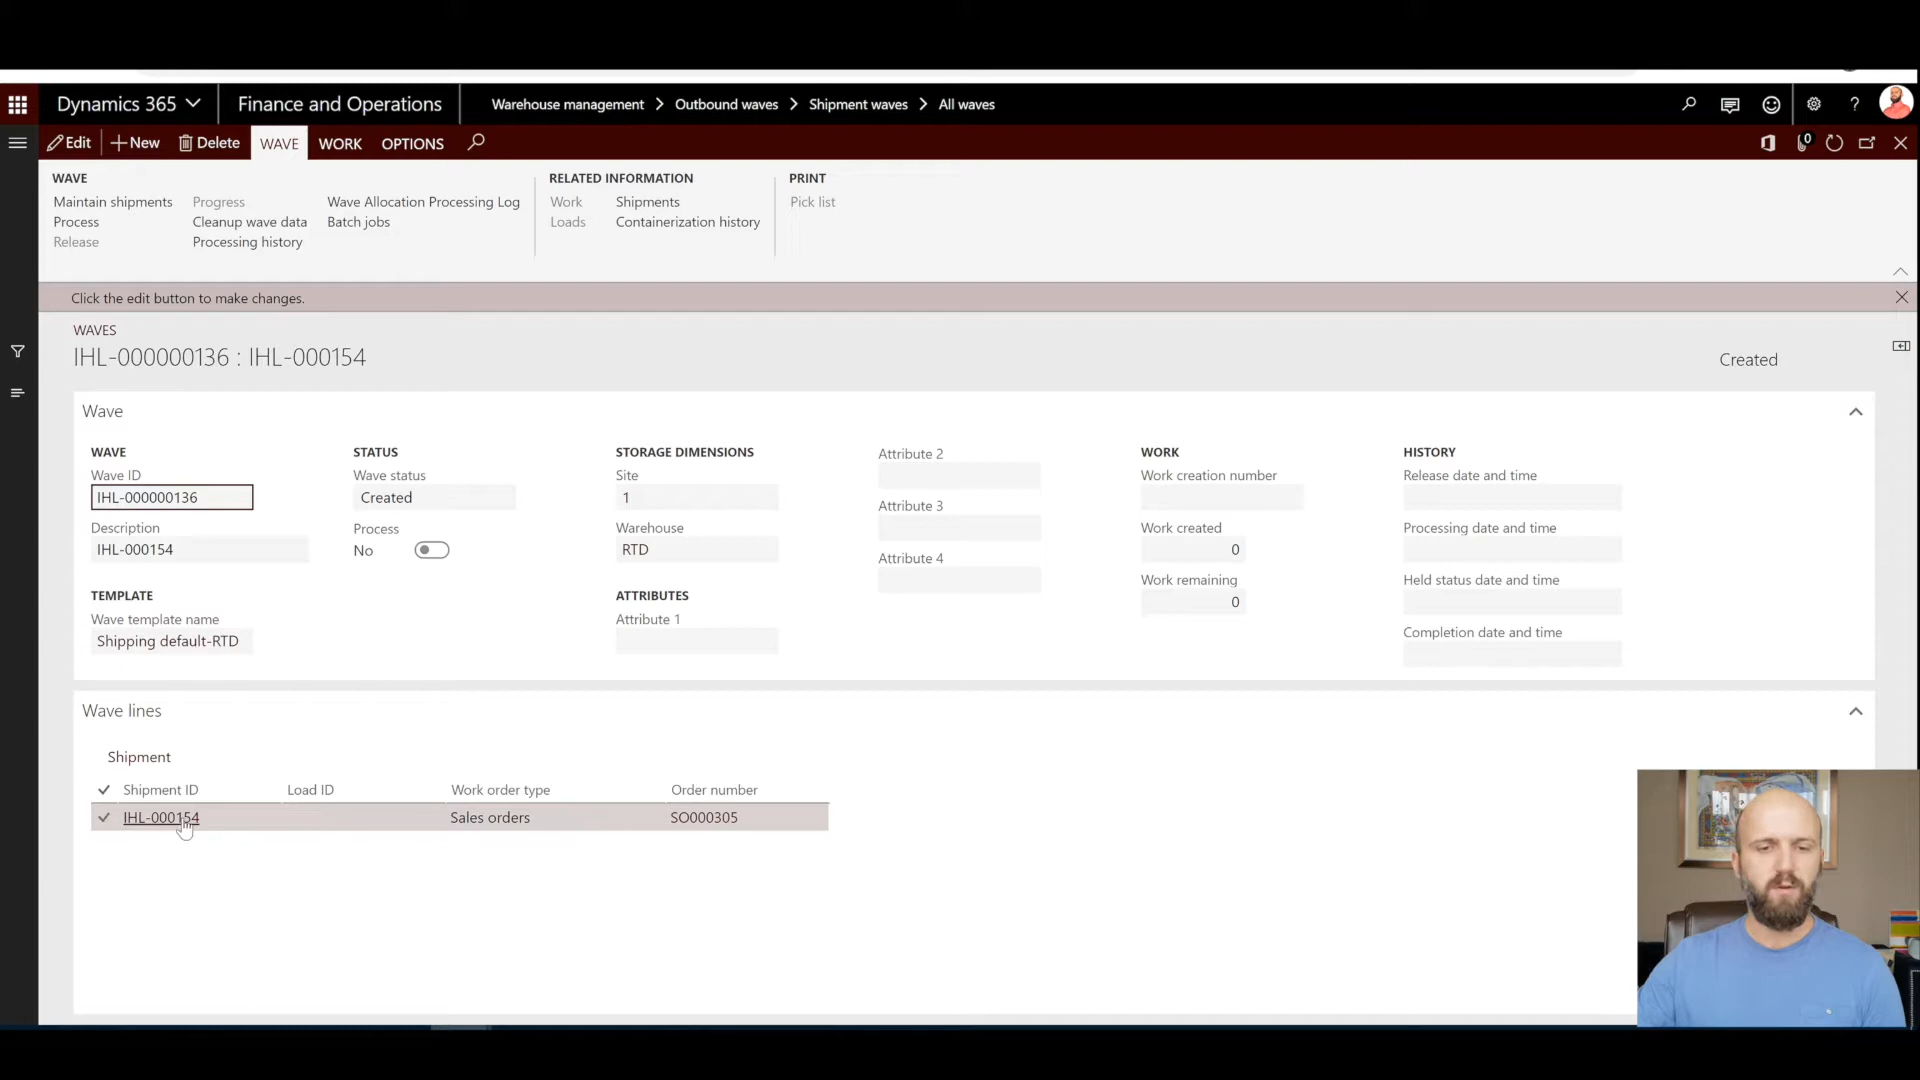 Dynamics 365
Finance and Operations
Warehouse management > Outbound waves > Shipment waves > All waves
Edit
New
Delete
WAVE
WORK
OPTIONS
0
WAVE
Maintain shipments
Process
Release
Progress
Cleanup wave data
Processing history
Wave Allocation Processing Log
Batch jobs
RELATED INFORMATION
Work
Loads
Shipments
Containerization history
PRINT
Pick list
Click the edit button to make changes.
WAVES
IHL-000000136 : IHL-000154
Created
Wave
WAVE
Wave ID
IHL-000000136
Description
IHL-000154
TEMPLATE
Wave template name
Shipping default-RTD
STATUS
Wave status
Created
Process
No
STORAGE DIMENSIONS
Site
1
Warehouse
RTD
ATTRIBUTES
Attribute 1
Attribute 2
Attribute 3
Attribute 4
WORK
Work creation number
Work created
0
Work remaining
0
HISTORY
Release date and time
Processing date and time
Held status date and time
Completion date and time
Wave lines
Shipment
Shipment ID Load ID Work order type Order number
IHL-000154 Sales orders SO000305